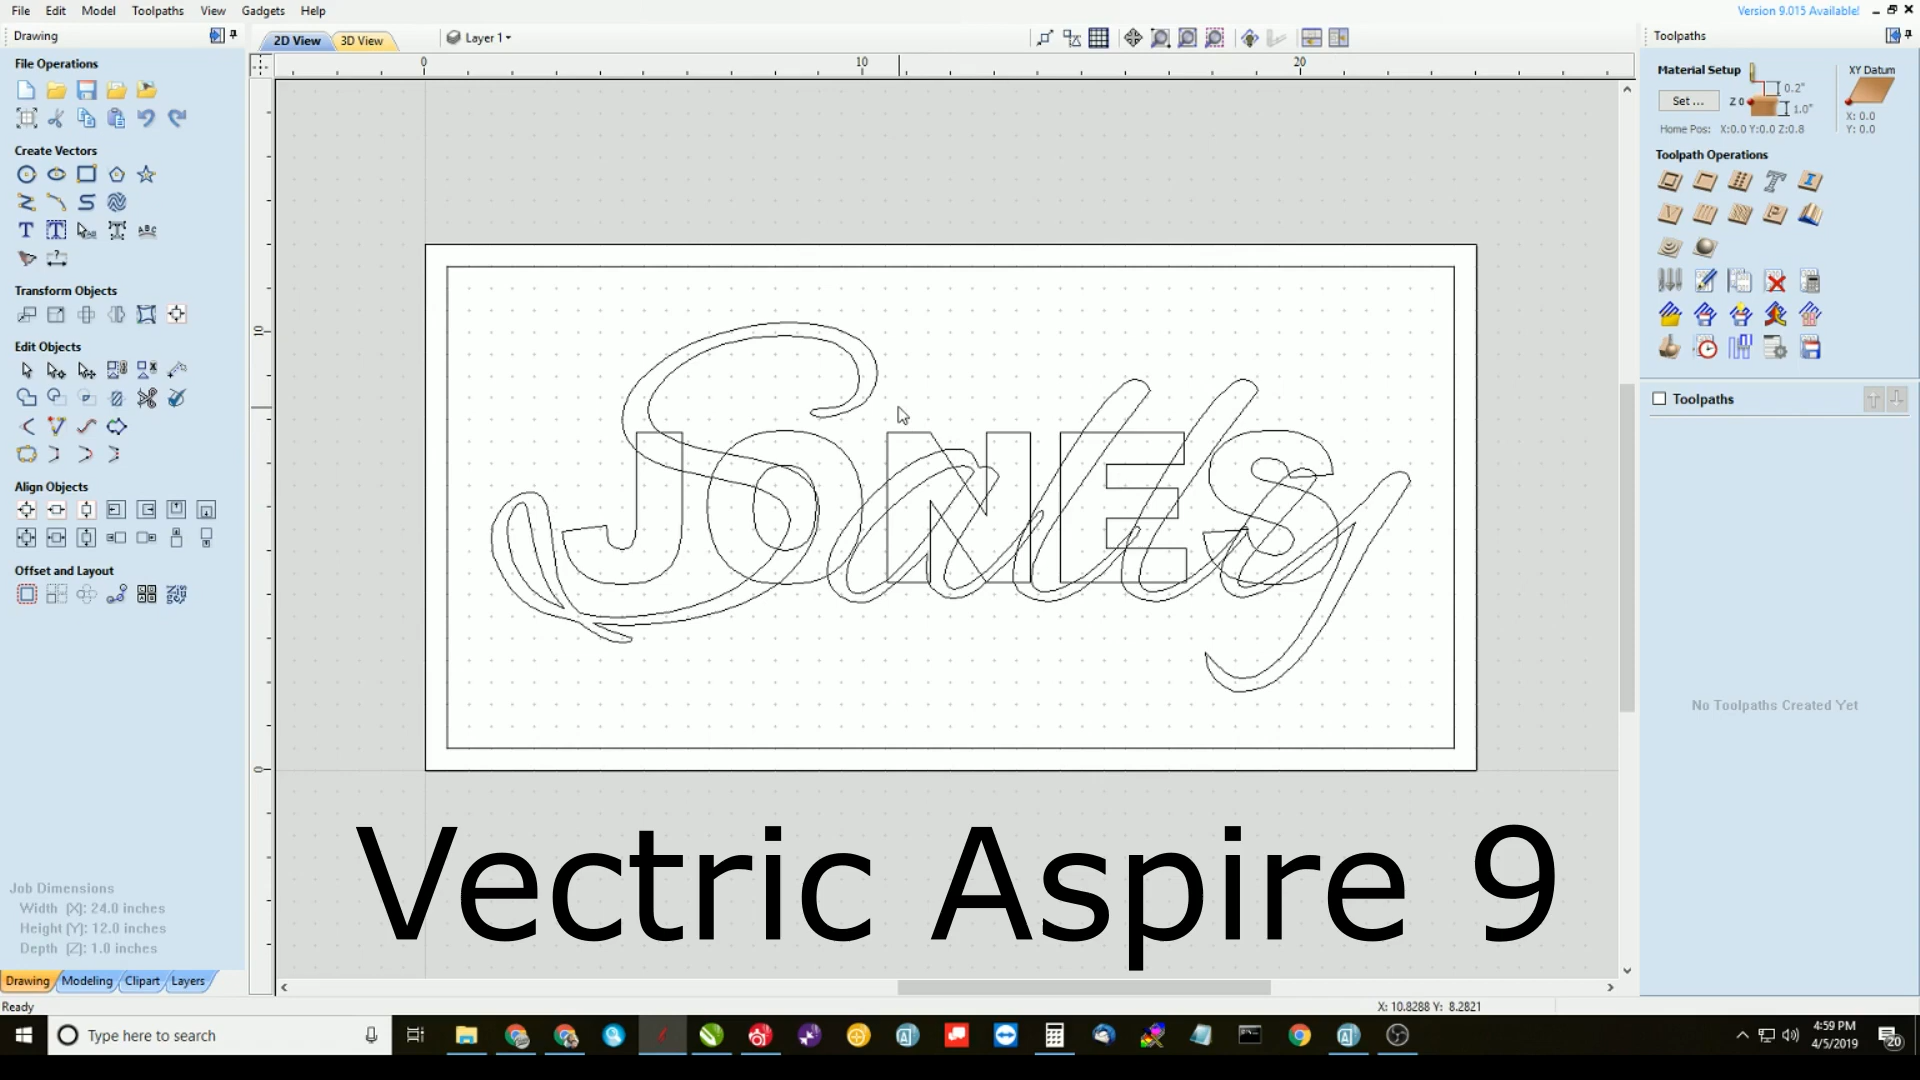 File Edit Model Toolpaths View Gadgets Help
Version 9.015 Available!
Drawing
2D View
3D View
Layer 1
Toolpaths
File Operations
Create Vectors
Transform Objects
Edit Objects
Align Objects
Offset and Layout
0 10 20
10
0
Material Setup
Set ...
Z 0
0.2"
1.0"
XY Datum
X: 0.0
Y: 0.0
Home Pos: X:0.0 Y:0.0 Z:0.8
Toolpath Operations
Toolpaths
No Toolpaths Created Yet
JONES
Vectric Aspire 9
Job Dimensions
Width (X): 24.0 inches
Height (Y): 12.0 inches
Depth (Z): 1.0 inches
Drawing Modeling Clipart Layers
Ready
X: 10.8288 Y: 8.2821
Type here to search
4:59 PM
4/5/2019
20